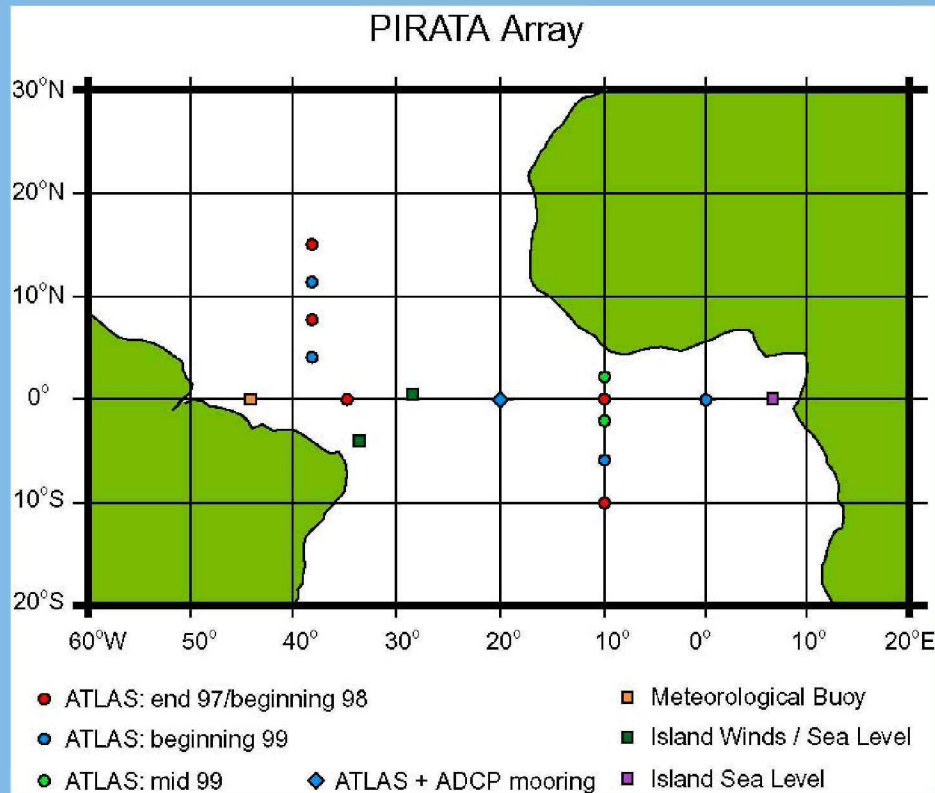 PIRATA Array
30°N
20°N
10°N
0°
10°S
20°S
60°W 50° 40° 30° 20° 10° 0° 10° 20°E
ATLAS: end 97/beginning 98
ATLAS: beginning 99
ATLAS: mid 99
ATLAS + ADCP mooring
Meteorological Buoy
Island Winds / Sea Level
Island Sea Level